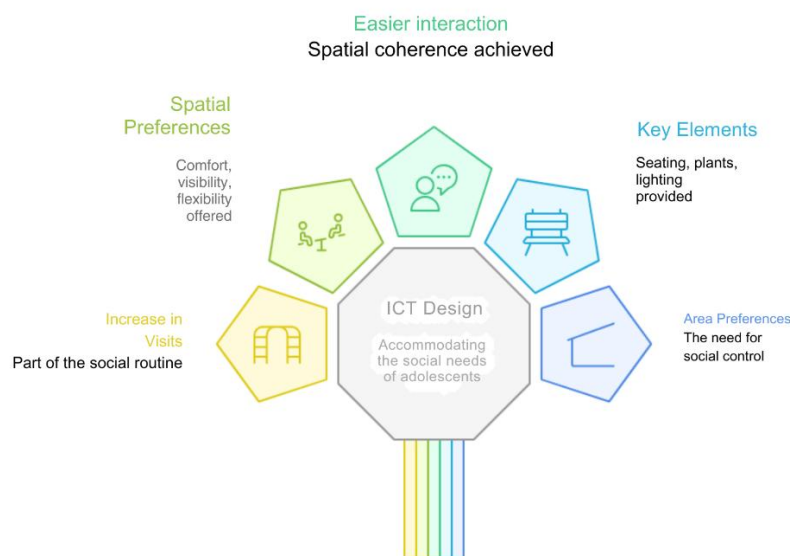 Easier interaction
Spatial coherence achieved
Spatial
Preferences
Comfort,
visibility,
flexibility
offered
Key Elements
Seating, plants,
lighting
provided
Increase in
Visits
Part of the social routine
ICT Design
Accommodating
the social needs
of adolescents
Area Preferences
The need for
social control